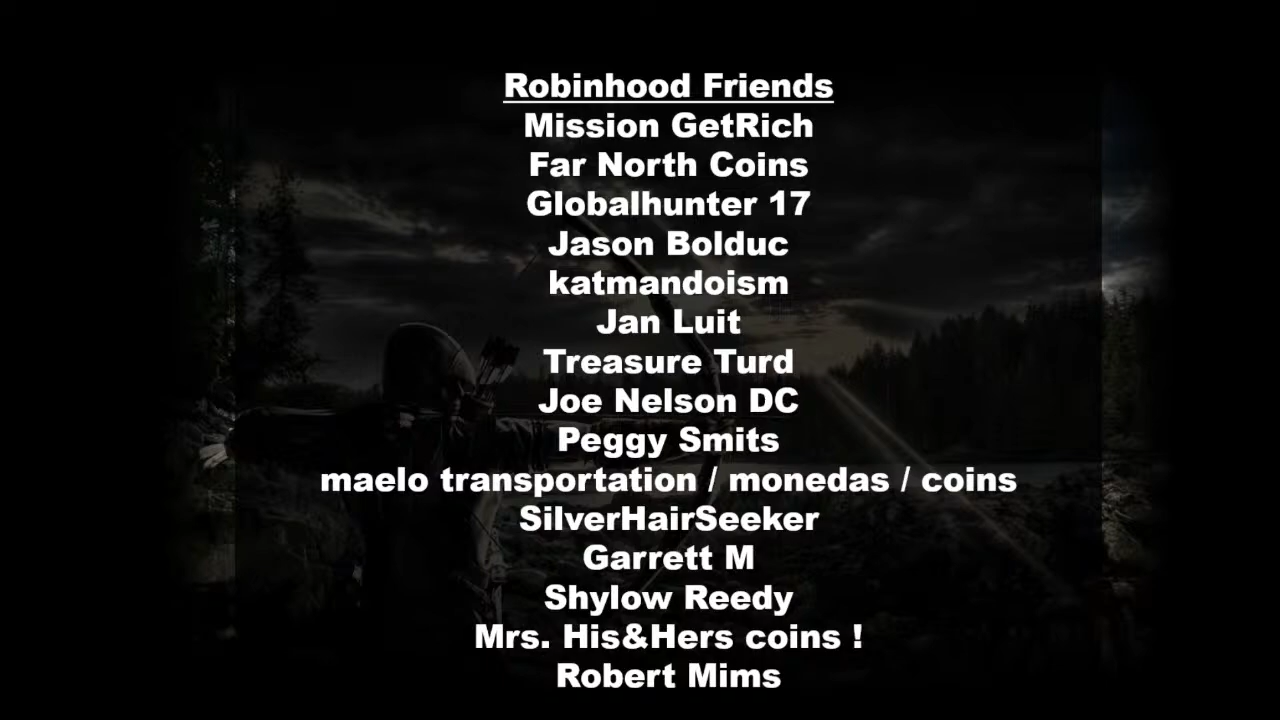 Robinhood Friends
Mission GetRich
Far North Coins
Globalhunter 17
Jason Bolduc
katmandoism
Jan Luit
Treasure Turd
Joe Nelson DC
Peggy Smits
maelo transportation / monedas / coins
SilverHairSeeker
Garrett M
Shylow Reedy
Mrs. His&Hers coins !
Robert Mims